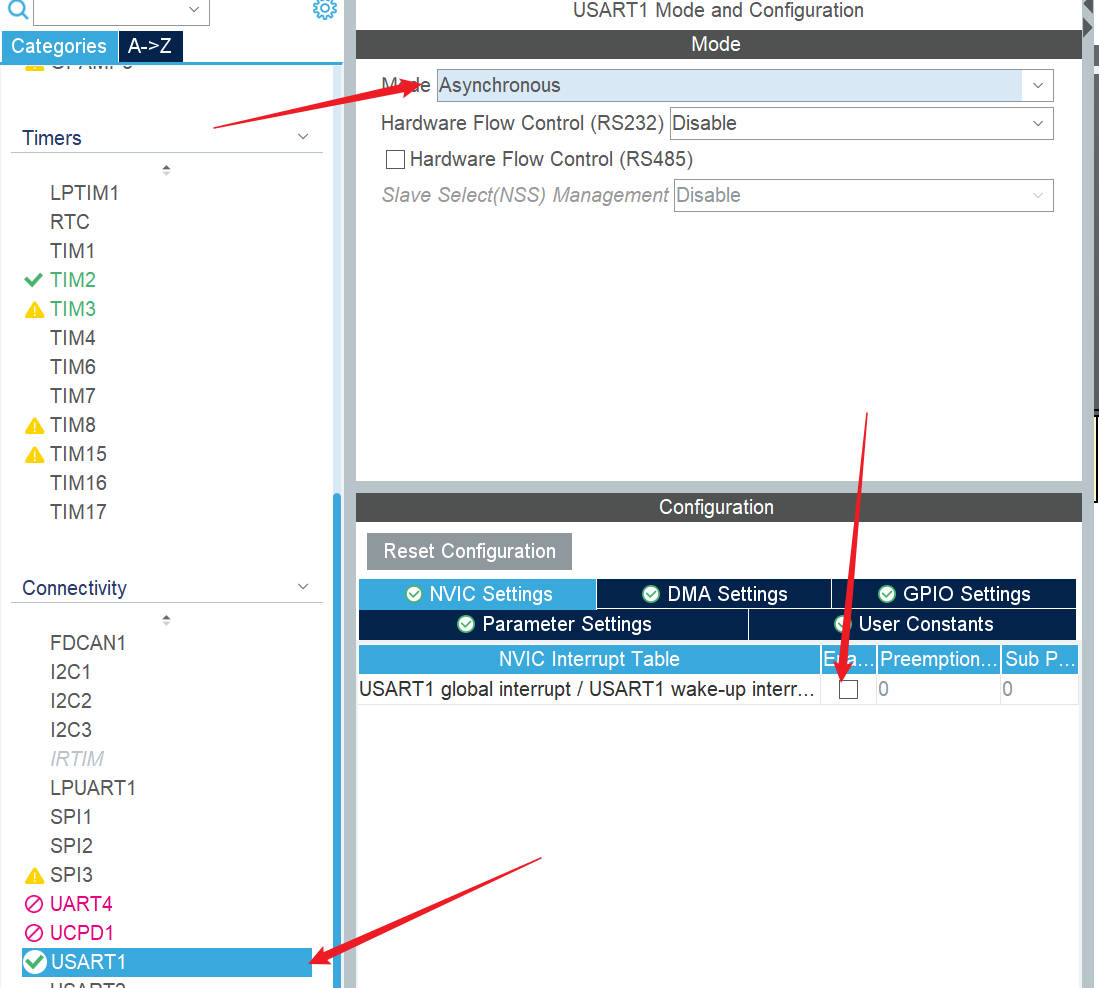 USART1 Mode and Configuration
Categories A->Z
Mode
Mode Asynchronous
Hardware Flow Control (RS232) Disable
Hardware Flow Control (RS485)
Slave Select(NSS) Management Disable
Timers
LPTIM1
RTC
TIM1
TIM2
TIM3
TIM4
TIM6
TIM7
TIM8
TIM15
TIM16
TIM17
Connectivity
FDCAN1
I2C1
I2C2
I2C3
IRTIM
LPUART1
SPI1
SPI2
SPI3
UART4
UCPD1
USART1
Configuration
Reset Configuration
NVIC Settings DMA Settings GPIO Settings
Parameter Settings User Constants
NVIC Interrupt Table Ena... Preemption... Sub P...
USART1 global interrupt / USART1 wake-up interr... 0 0